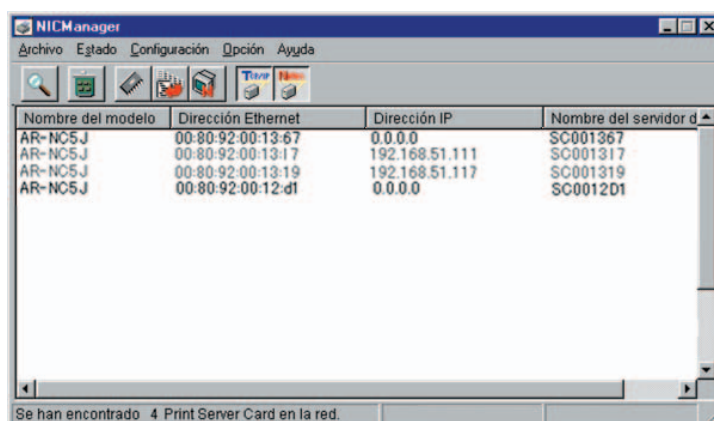 NICManager
Archivo Estado Configuración Opción Ayuda
Nombre del modelo Dirección Ethernet Dirección IP Nombre del servidor d
AR-NC5J 00:80:92:00:13:67 0.0.0.0 SC001367
AR-NC5J 00:80:92:00:13:17 192.168.51.111 SC001317
AR-NC5J 00:80:92:00:13:19 192.168.51.117 SC001319
AR-NC5J 00:80:92:00:12:d1 0.0.0.0 SC0012D1
Se han encontrado 4 Print Server Card en la red.